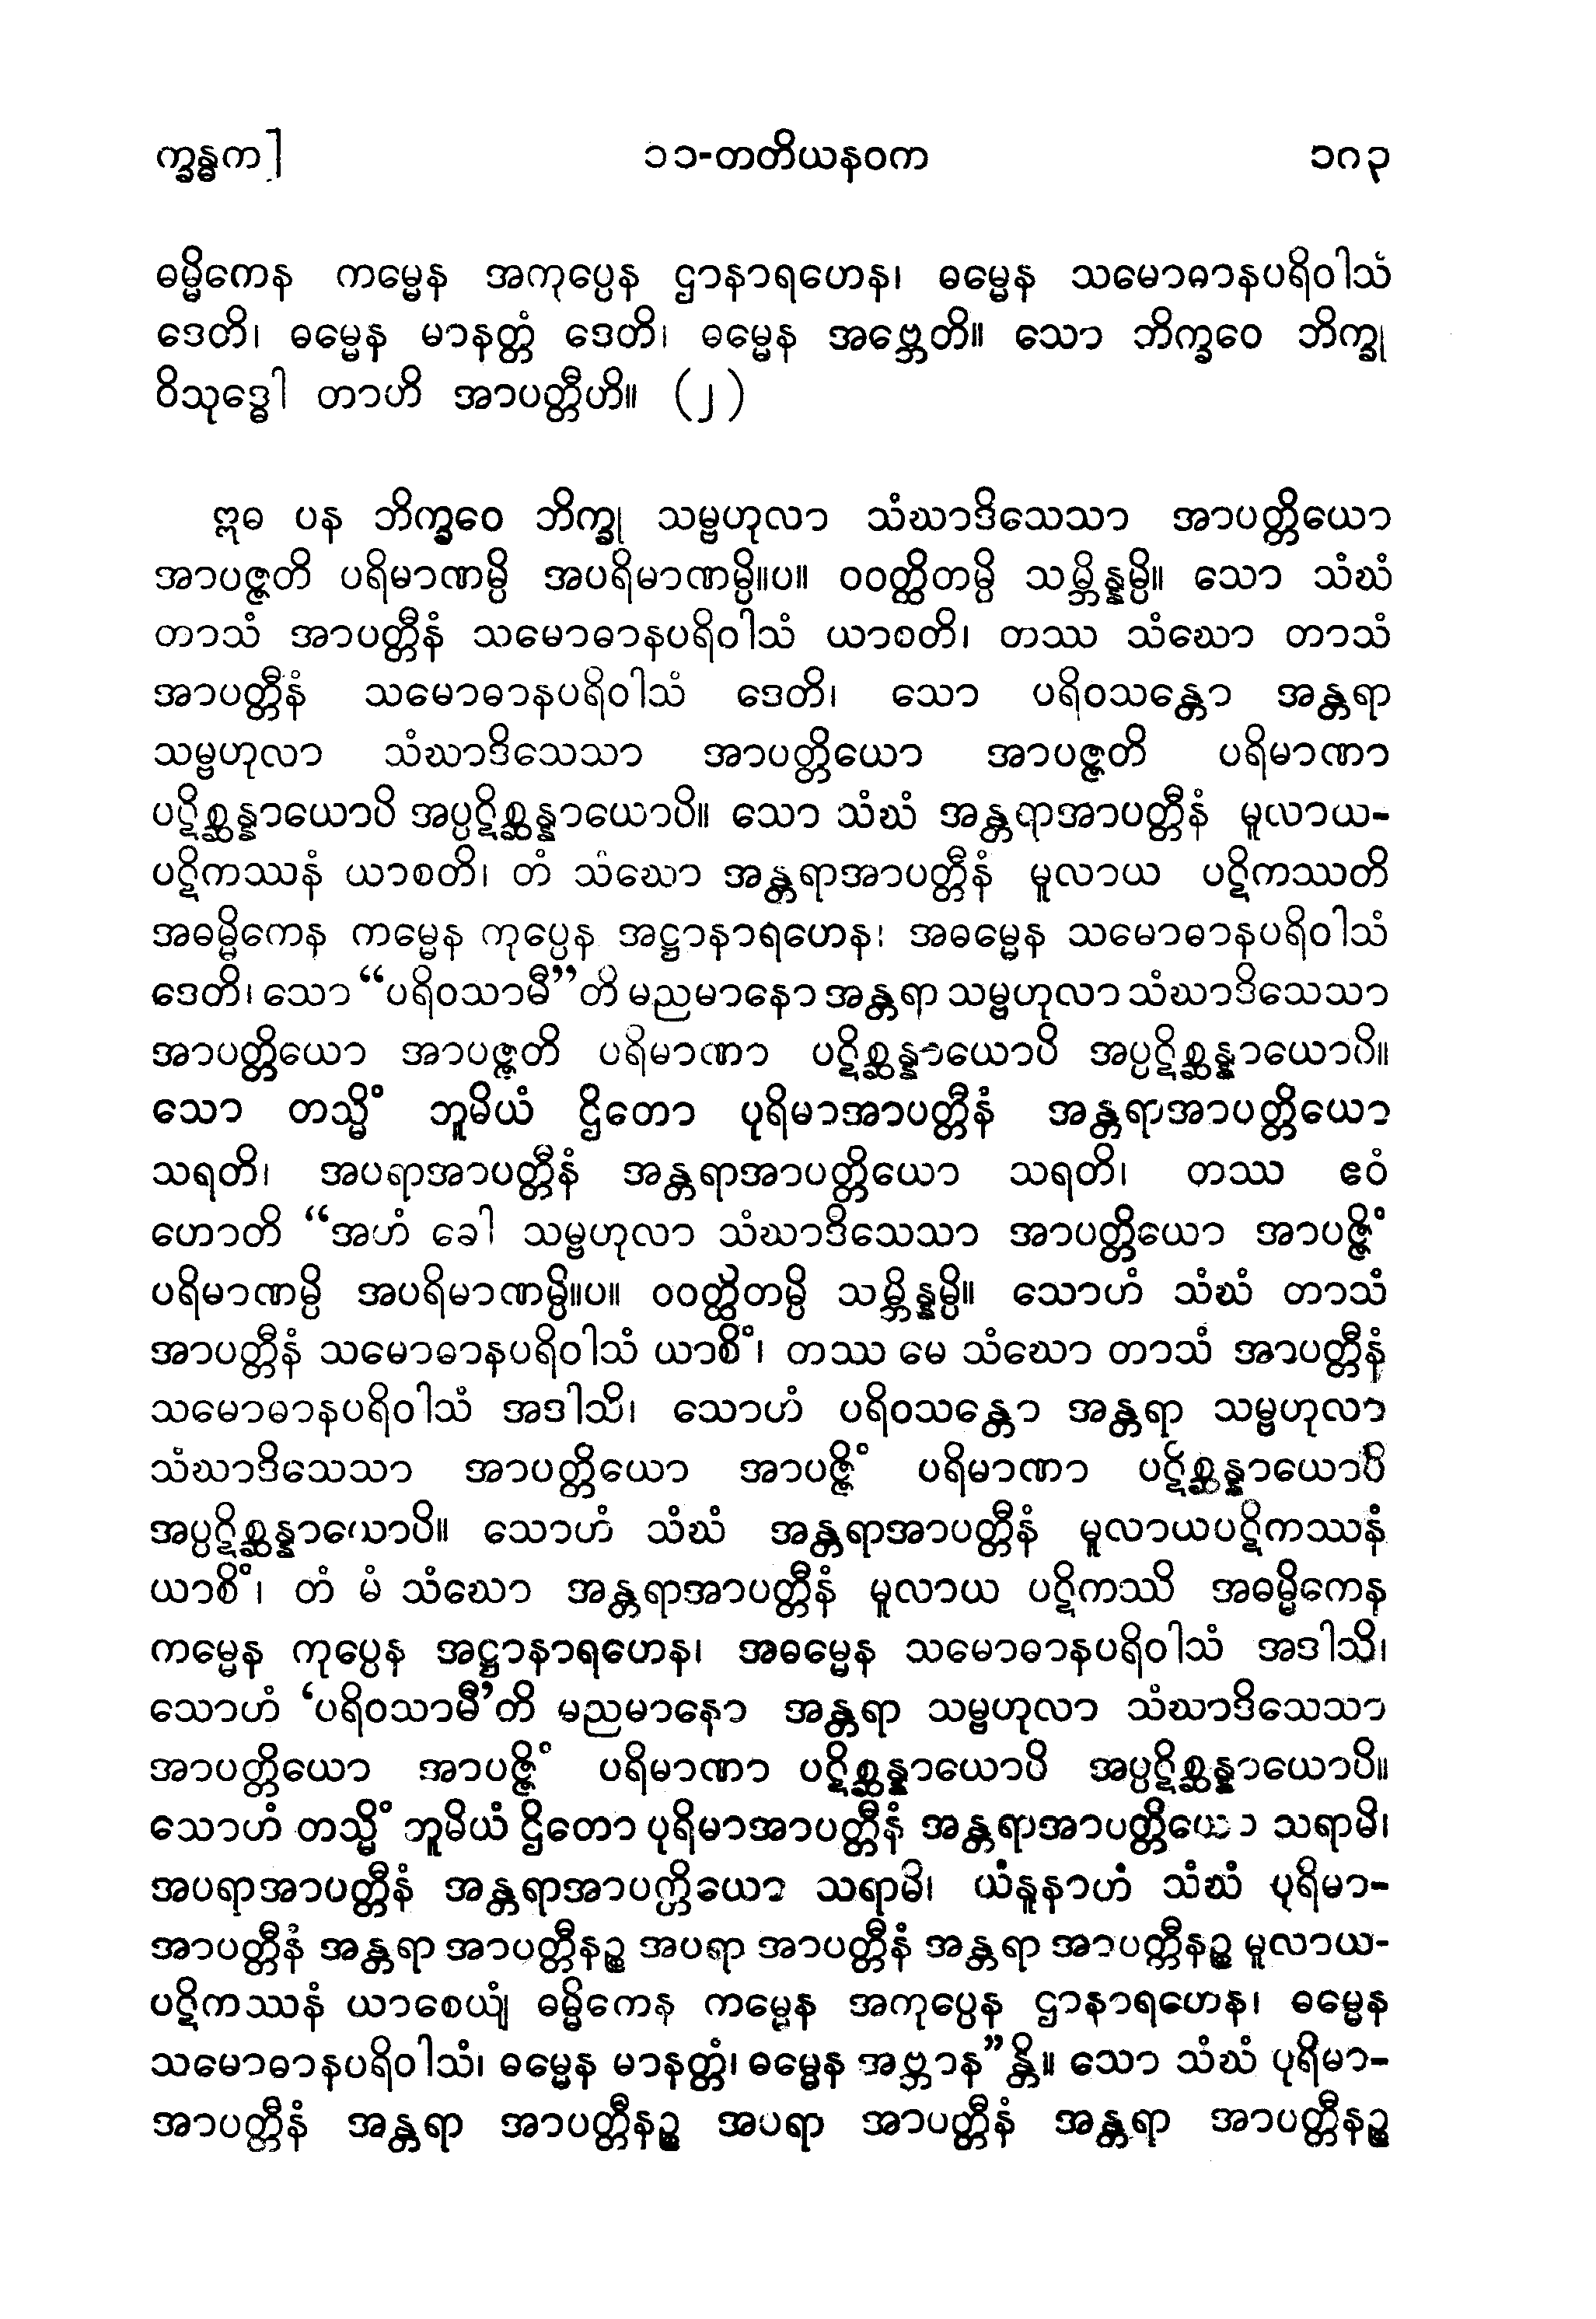 က္ခန္ဓက]
၁၁-တတိယနဝက
၁၈၃
ဓမ္မိကေန ကမ္မေန အကုပ္ပေန ဌာနာရဟေန၊ ဓမ္မေန သမောဓာနပရိဝါသံ
ဒေတိ၊ ဓမ္မေန မာနတ္တံ ဒေတိ၊ ဓမ္မေန အဗ္ဘေတိ။ သော ဘိက္ခဝေ ဘိက္ခု
ဝိသုဒ္ဓေါ တာဟိ အာပတ္တီဟိ။ (၂)
ဣဓ ပန ဘိက္ခဝေ ဘိက္ခု သမ္ဗဟုလာ သံဃာဒိသေသာ အာပတ္တိယော
အာပဇ္ဇတိ ပရိမာဏမ္ပိ အပရိမာဏမ္ပိ။ပ။ ဝဝတ္ထိတမ္ပိ သမ္ဘိန္နမ္ပိ။ သော သံဃံ
တာသံ အာပတ္တီနံ သမောဓာနပရိဝါသံ ယာစတိ၊ တဿ သံဃော တာသံ
အာပတ္တီနံ သမောဓာနပရိဝါသံ ဒေတိ၊ သော ပရိဝသန္တော အန္တရာ
သမ္ဗဟုလာ သံဃာဒိသေသာ အာပတ္တိယော အာပဇ္ဇတိ ပရိမာဏာ
ပဋိစ္ဆန္နာယောပိ အပ္ပဋိစ္ဆန္နာယောပိ။ သော သံဃံ အန္တရာအာပတ္တီနံ မူလာယ-
ပဋိကဿနံ ယာစတိ၊ တံ သံဃော အန္တရာအာပတ္တီနံ မူလာယ ပဋိကဿတိ
အဓမ္မိကေန ကမ္မေန ကုပ္ပေန အဋ္ဌာနာရဟေန၊ အဓမ္မေန သမောဓာနပရိဝါသံ
ဒေတိ၊ သော “ပရိဝသာမီ”တိ မညမာနော အန္တရာ သမ္ဗဟုလာ သံဃာဒိသေသာ
အာပတ္တိယော အာပဇ္ဇတိ ပရိမာဏာ ပဋိစ္ဆန္နာယောပိ အပ္ပဋိစ္ဆန္နာယောပိ။
သော တသ္မိံ ဘူမိယံ ဌိတော ပုရိမာအာပတ္တီနံ အန္တရာအာပတ္တိယော
သရတိ၊ အပရာအာပတ္တီနံ အန္တရာအာပတ္တိယော သရတိ၊ တဿ ဧဝံ
ဟောတိ “အဟံ ခေါ သမ္ဗဟုလာ သံဃာဒိသေသာ အာပတ္တိယော အာပဇ္ဇိံ
ပရိမာဏမ္ပိ အပရိမာဏမ္ပိ။ပ။ ဝဝတ္ထိတမ္ပိ သမ္ဘိန္နမ္ပိ။ သောဟံ သံဃံ တာသံ
အာပတ္တီနံ သမောဓာနပရိဝါသံ ယာစိံ၊ တဿ မေ သံဃော တာသံ အာပတ္တီနံ
သမောဓာနပရိဝါသံ အဒါသိ၊ သောဟံ ပရိဝသန္တော အန္တရာ သမ္ဗဟုလာ
သံဃာဒိသေသာ အာပတ္တိယော အာပဇ္ဇိံ ပရိမာဏာ ပဋိစ္ဆန္နာယောပိ
အပ္ပဋိစ္ဆန္နာယောပိ။ သောဟံ သံဃံ အန္တရာအာပတ္တီနံ မူလာယပဋိကဿနံ
ယာစိံ၊ တံ မံ သံဃော အန္တရာအာပတ္တီနံ မူလာယ ပဋိကဿိ အဓမ္မိကေန
ကမ္မေန ကုပ္ပေန အဋ္ဌာနာရဟေန၊ အဓမ္မေန သမောဓာနပရိဝါသံ အဒါသိ၊
သောဟံ ‘ပရိဝသာမီ’တိ မညမာနော အန္တရာ သမ္ဗဟုလာ သံဃာဒိသေသာ
အာပတ္တိယော အာပဇ္ဇိံ ပရိမာဏာ ပဋိစ္ဆန္နာယောပိ အပ္ပဋိစ္ဆန္နာယောပိ။
သောဟံ တသ္မိံ ဘူမိယံ ဌိတော ပုရိမာအာပတ္တီနံ အန္တရာအာပတ္တိယော သရာမိ၊
အပရာအာပတ္တီနံ အန္တရာအာပတ္တိယော သရာမိ၊ ယံနူနာဟံ သံဃံ ပုရိမာ-
အာပတ္တီနံ အန္တရာ အာပတ္တီနဉ္စ အပရာ အာပတ္တီနံ အန္တရာ အာပတ္တီနဉ္စ မူလာယ-
ပဋိကဿနံ ယာစေယျံ ဓမ္မိကေန ကမ္မေန အကုပ္ပေန ဌာနာရဟေန၊ ဓမ္မေန
သမောဓာနပရိဝါသံ၊ ဓမ္မေန မာနတ္တံ၊ ဓမ္မေန အဗ္ဘာန”န္တိ။ သော သံဃံ ပုရိမာ-
အာပတ္တီနံ အန္တရာ အာပတ္တီနဉ္စ အပရာ အာပတ္တီနံ အန္တရာ အာပတ္တီနဉ္စ